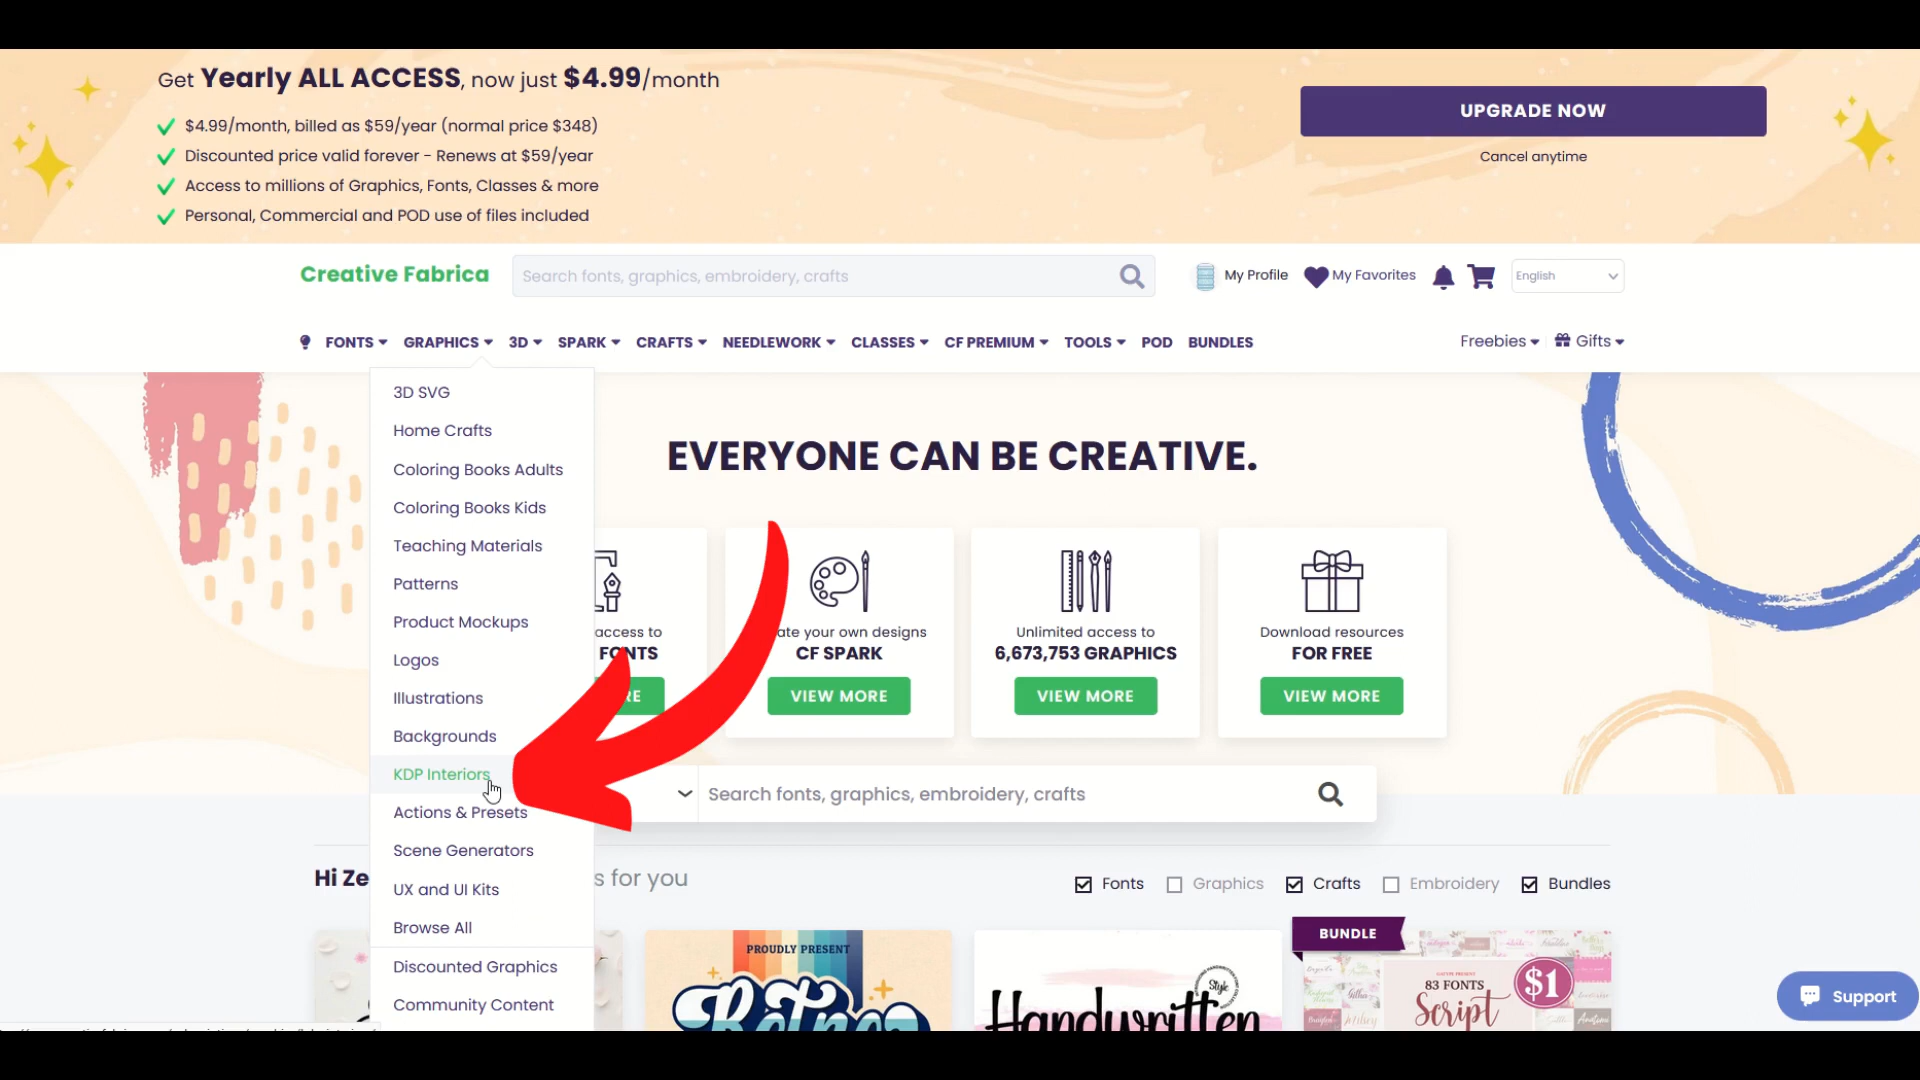 Get Yearly ALL ACCESS, now just $4.99/month
$4.99/month, billed as $59/year (normal price $348)
Discounted price valid forever - Renews at $59/year
Access to millions of Graphics, Fonts, Classes & more
Personal, Commercial and POD use of files included
UPGRADE NOW
Cancel anytime
Creative Fabrica
Search fonts, graphics, embroidery, crafts
My Profile
My Favorites
English
FONTS GRAPHICS 3D SPARK CRAFTS NEEDLEWORK CLASSES CF PREMIUM TOOLS POD BUNDLES
Freebies Gifts
3D SVG
Home Crafts
Coloring Books Adults
Coloring Books Kids
Teaching Materials
Patterns
Product Mockups
Logos
Illustrations
Backgrounds
KDP Interiors
Actions & Presets
Scene Generators
UX and UI Kits
Browse All
Discounted Graphics
Community Content
EVERYONE CAN BE CREATIVE.
access to
FONTS
RE
ate your own designs
CF SPARK
VIEW MORE
Unlimited access to
6,673,753 GRAPHICS
VIEW MORE
Download resources
FOR FREE
VIEW MORE
Search fonts, graphics, embroidery, crafts
Hi Ze
s for you
Fonts Graphics Crafts Embroidery Bundles
PROUDLY PRESENT
Retro
Style
Handwritten
BUNDLE
83 FONTS
Script
$1
Support